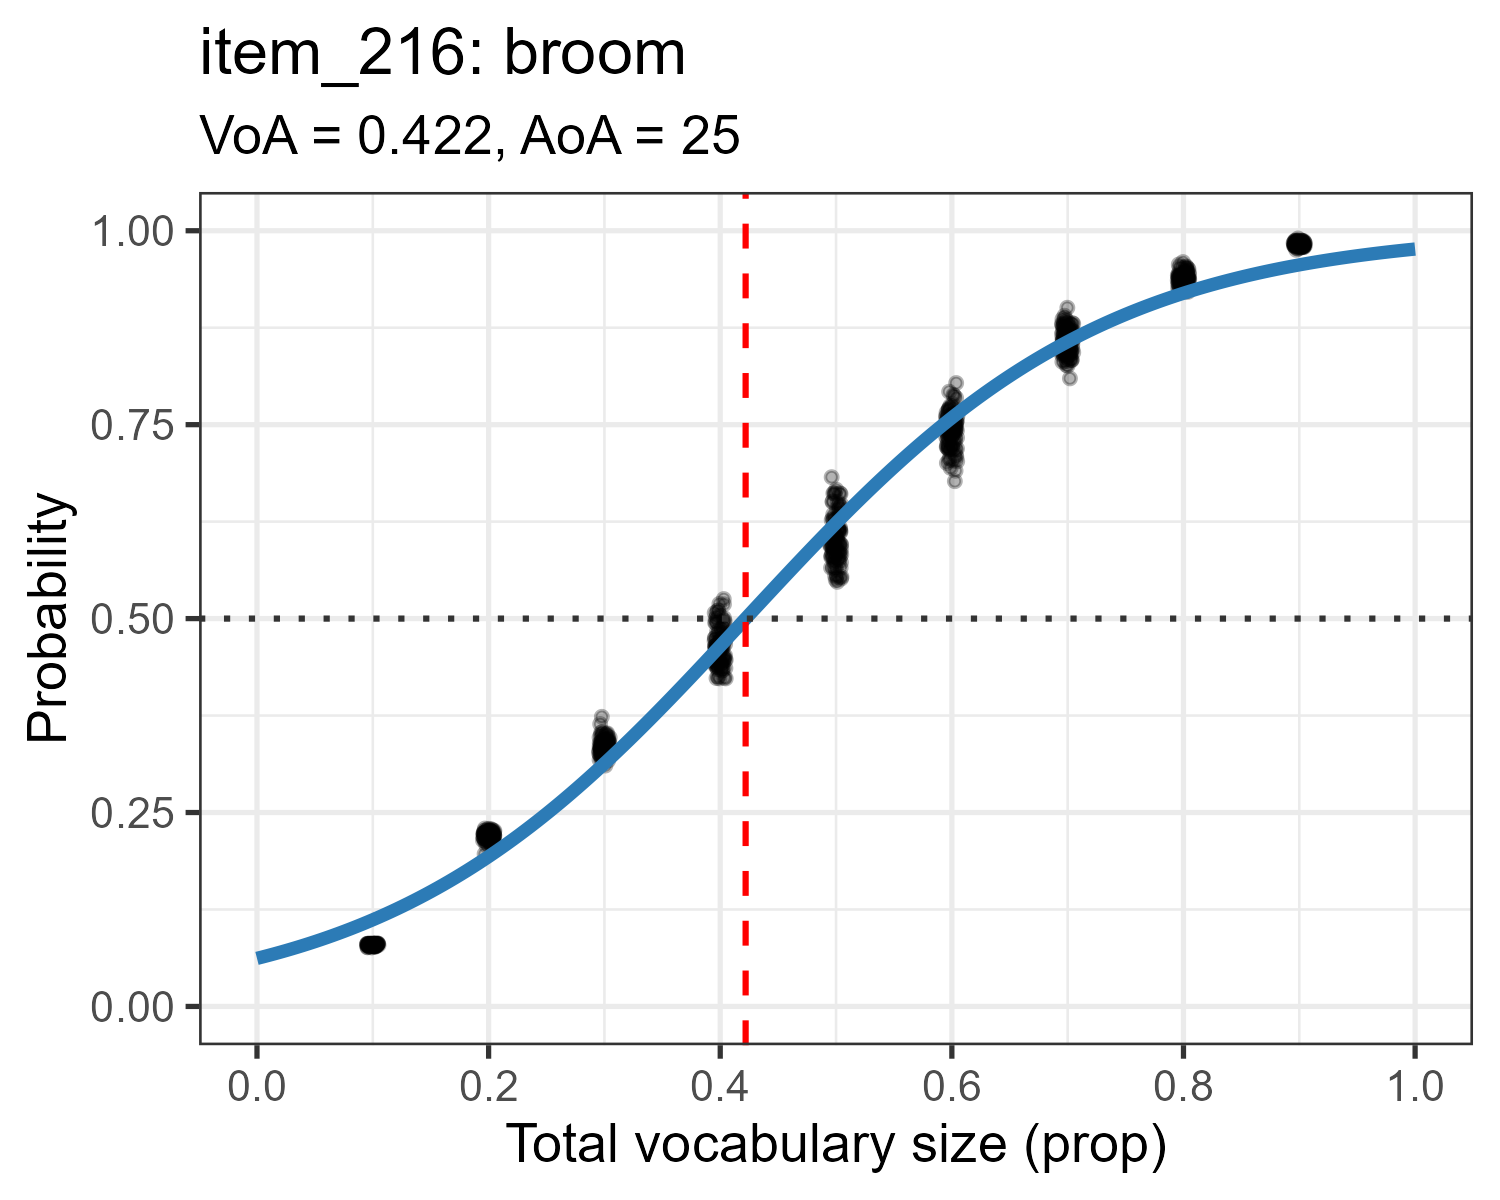 item_216: broom
VoA = 0.422, AoA = 25
Probability
1.00
0.75
0.50
0.25
0.00
0.0 0.2 0.4 0.6 0.8 1.0
Total vocabulary size (prop)